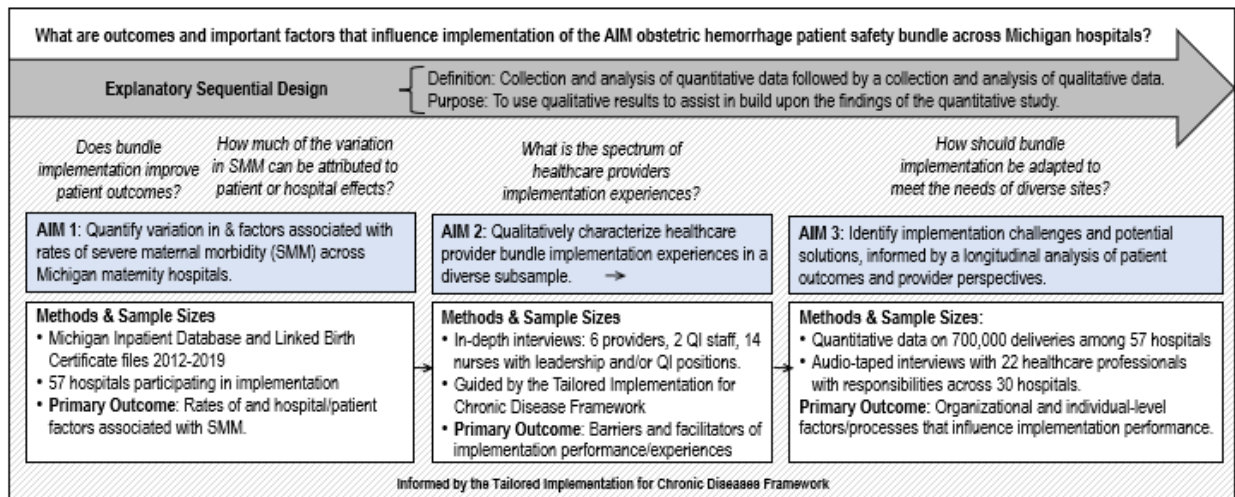 What are outcomes and important factors that influence implementation of the AIM obstetric hemorrhage patient safety bundle across Michigan hospitals?
Explanatory Sequential Design
Definition: Collection and analysis of quantitative data followed by a collection and analysis of qualitative data.
Purpose: To use qualitative results to assist in build upon the findings of the quantitative study.
Does bundle
implementation improve
patient outcomes?
How much of the variation
in SMM can be attributed to
patient or hospital effects?
What is the spectrum of
healthcare providers
implementation experiences?
How should bundle
implementation be adapted to
meet the needs of diverse sites?
AIM 1: Quantify variation in & factors associated with
rates of severe maternal morbidity (SMM) across
Michigan maternity hospitals.
AIM 2: Qualitatively characterize healthcare
provider bundle implementation experiences in a
diverse subsample. →
AIM 3: Identify implementation challenges and potential
solutions, informed by a longitudinal analysis of patient
outcomes and provider perspectives.
Methods & Sample Sizes
• Michigan Inpatient Database and Linked Birth
Certificate files 2012-2019
• 57 hospitals participating in implementation
• Primary Outcome: Rates of and hospital/patient
factors associated with SMM.
Methods & Sample Sizes
• In-depth interviews: 6 providers, 2 QI staff, 14
nurses with leadership and/or QI positions.
• Guided by the Tailored Implementation for
Chronic Disease Framework
• Primary Outcome: Barriers and facilitators of
implementation performance/experiences
Methods & Sample Sizes:
• Quantitative data on 700,000 deliveries among 57 hospitals
• Audio-taped interviews with 22 healthcare professionals
with responsibilities across 30 hospitals.
Primary Outcome: Organizational and individual-level
factors/processes that influence implementation performance.
Informed by the Tailored Implementation for Chronic Diseases Framework